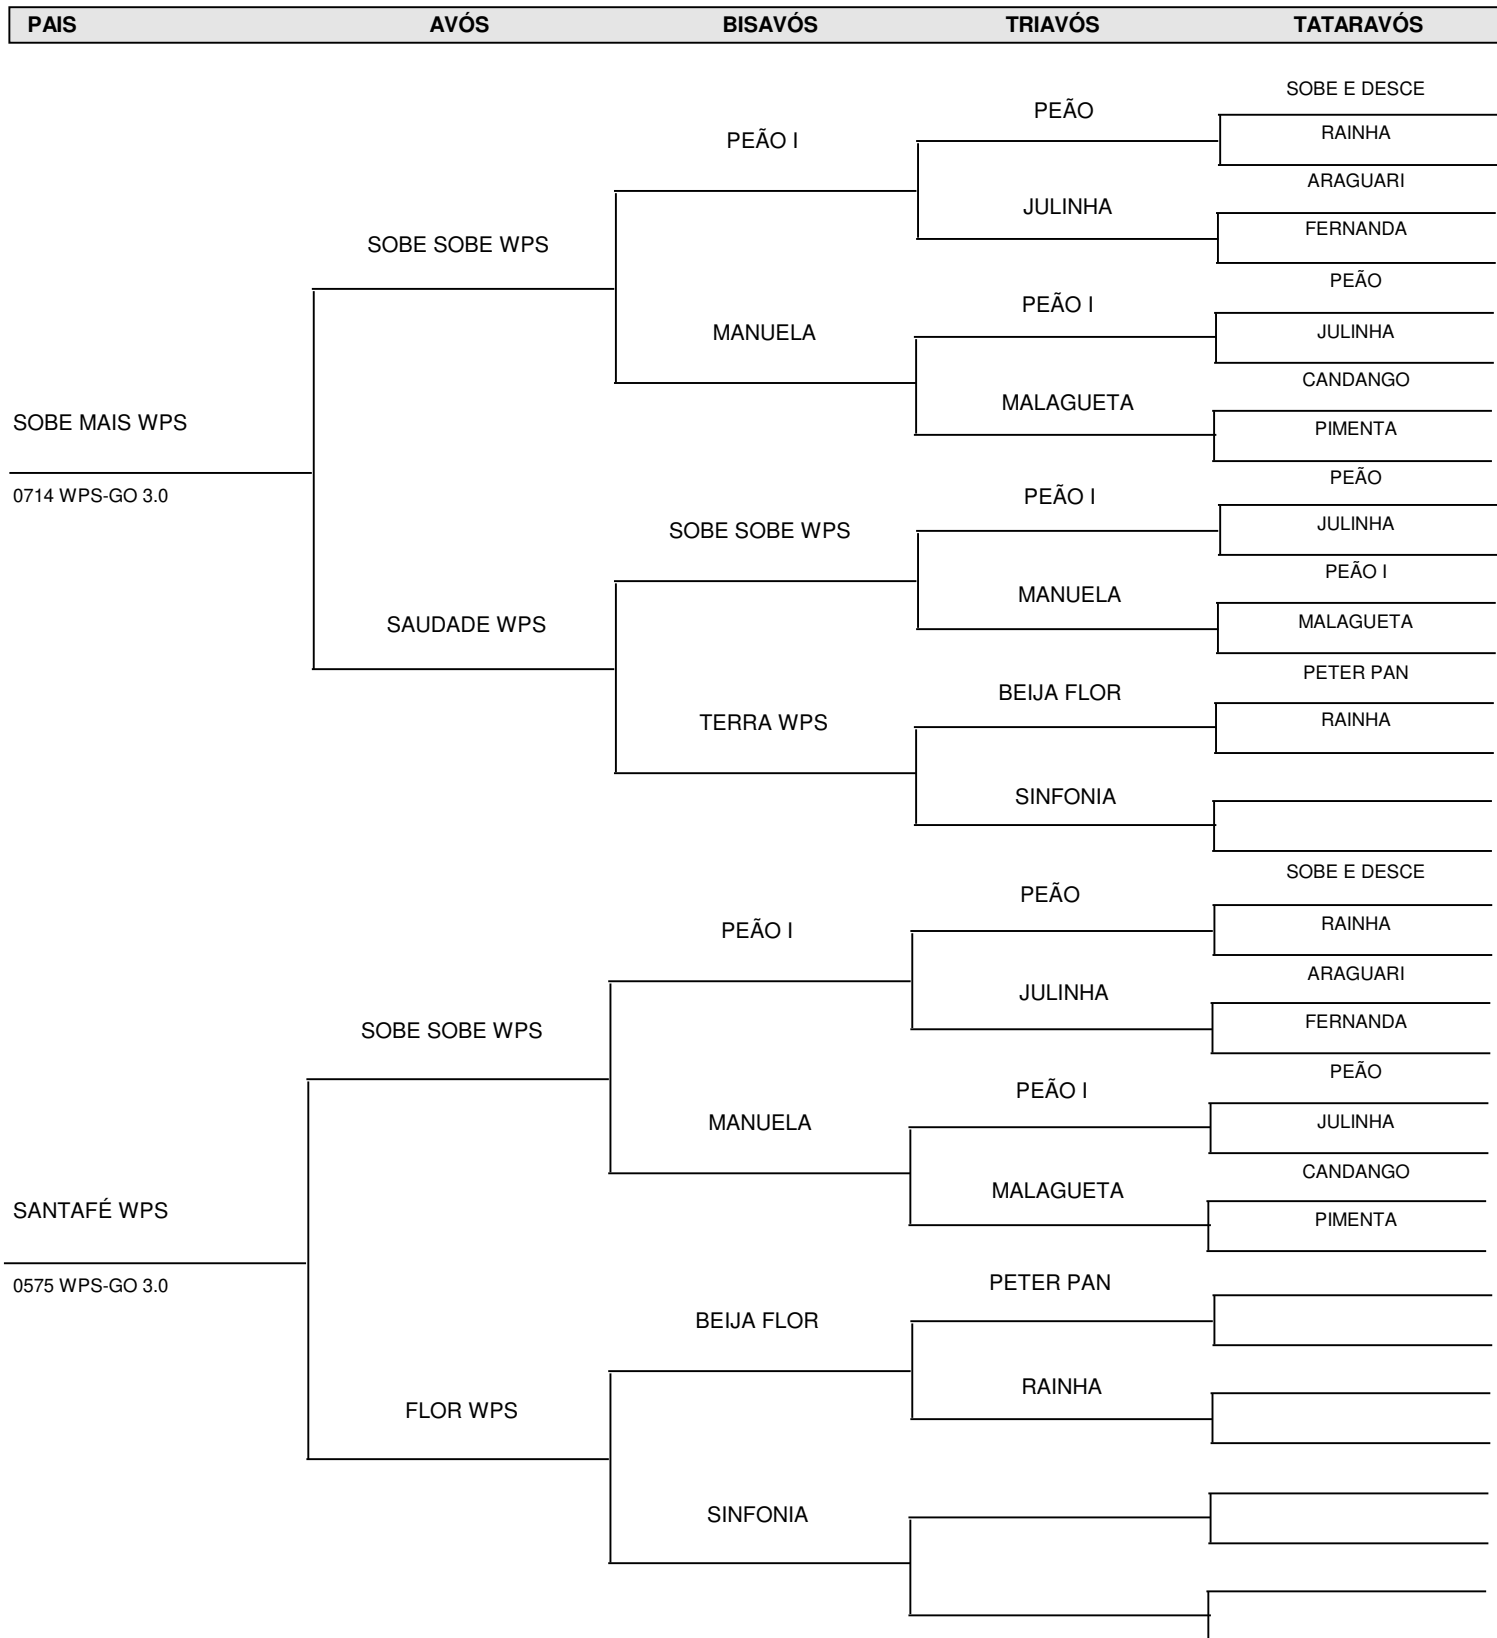 PAIS AVÓS BISAVÓS TRIAVÓS TATARAVÓS
SOBE E DESCE
PEÃO
RAINHA
PEÃO I
ARAGUARI
JULINHA
FERNANDA
SOBE SOBE WPS
PEÃO
PEÃO I
JULINHA
MANUELA
CANDANGO
MALAGUETA
PIMENTA
SOBE MAIS WPS
PEÃO
0714 WPS-GO 3.0
PEÃO I
JULINHA
SOBE SOBE WPS
PEÃO I
MANUELA
MALAGUETA
SAUDADE WPS
PETER PAN
BEIJA FLOR
RAINHA
TERRA WPS
SINFONIA
SOBE E DESCE
PEÃO
RAINHA
PEÃO I
ARAGUARI
JULINHA
FERNANDA
SOBE SOBE WPS
PEÃO
PEÃO I
JULINHA
MANUELA
CANDANGO
MALAGUETA
PIMENTA
SANTAFÉ WPS
0575 WPS-GO 3.0
PETER PAN
BEIJA FLOR
RAINHA
FLOR WPS
SINFONIA